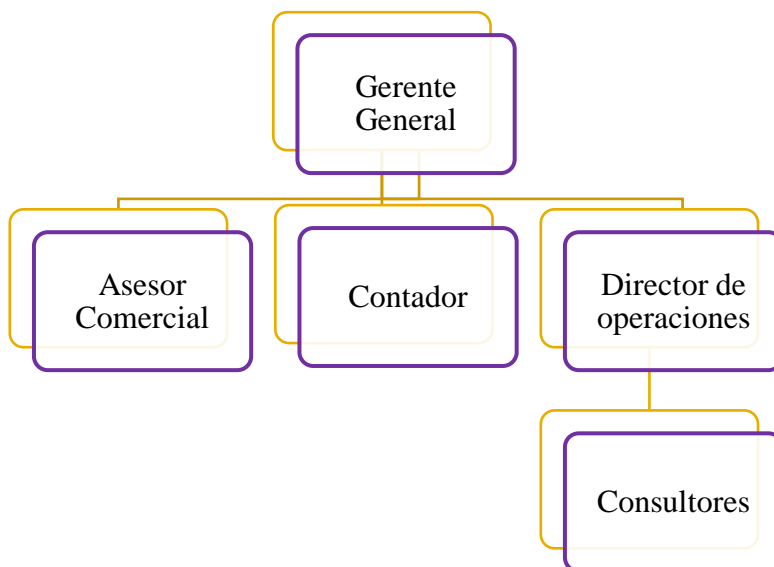 Gerente
General
Asesor
Comercial
Contador
Director de
operaciones
Consultores